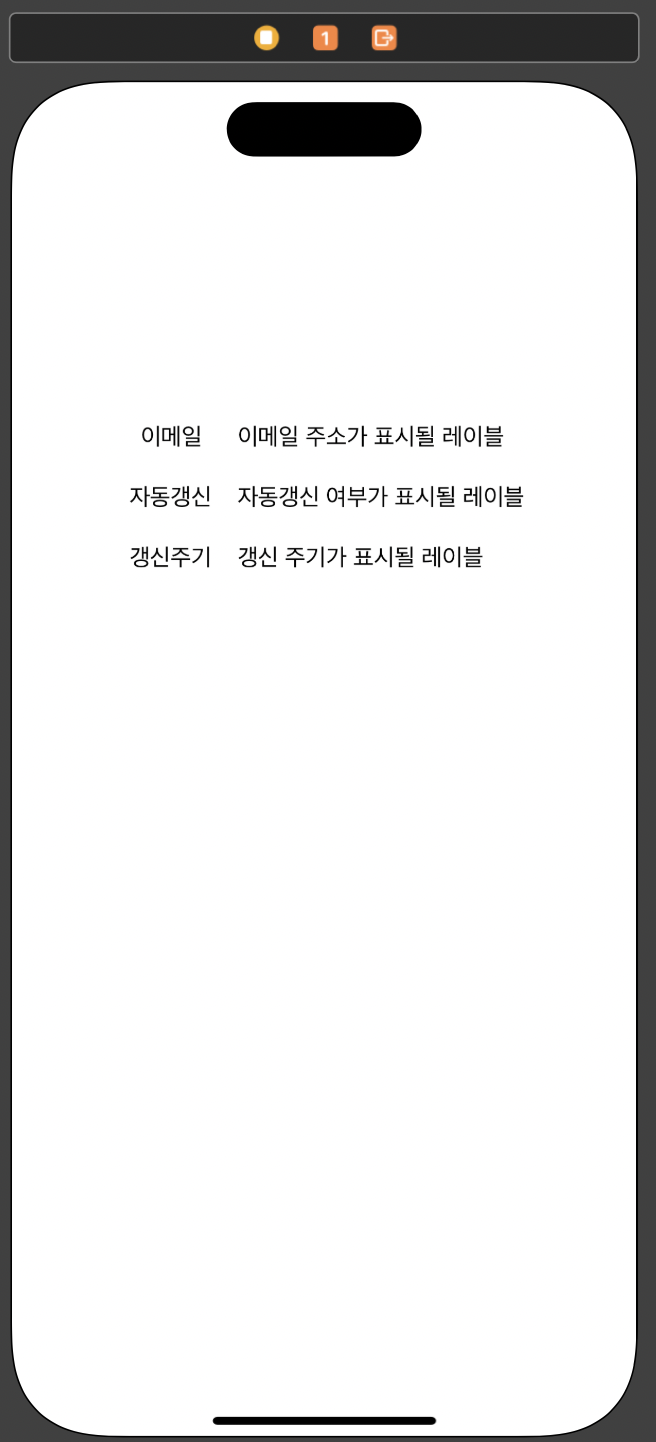 1
이메일 이메일 주소가 표시될 레이블
자동갱신 자동갱신 여부가 표시될 레이블
갱신주기 갱신 주기가 표시될 레이블